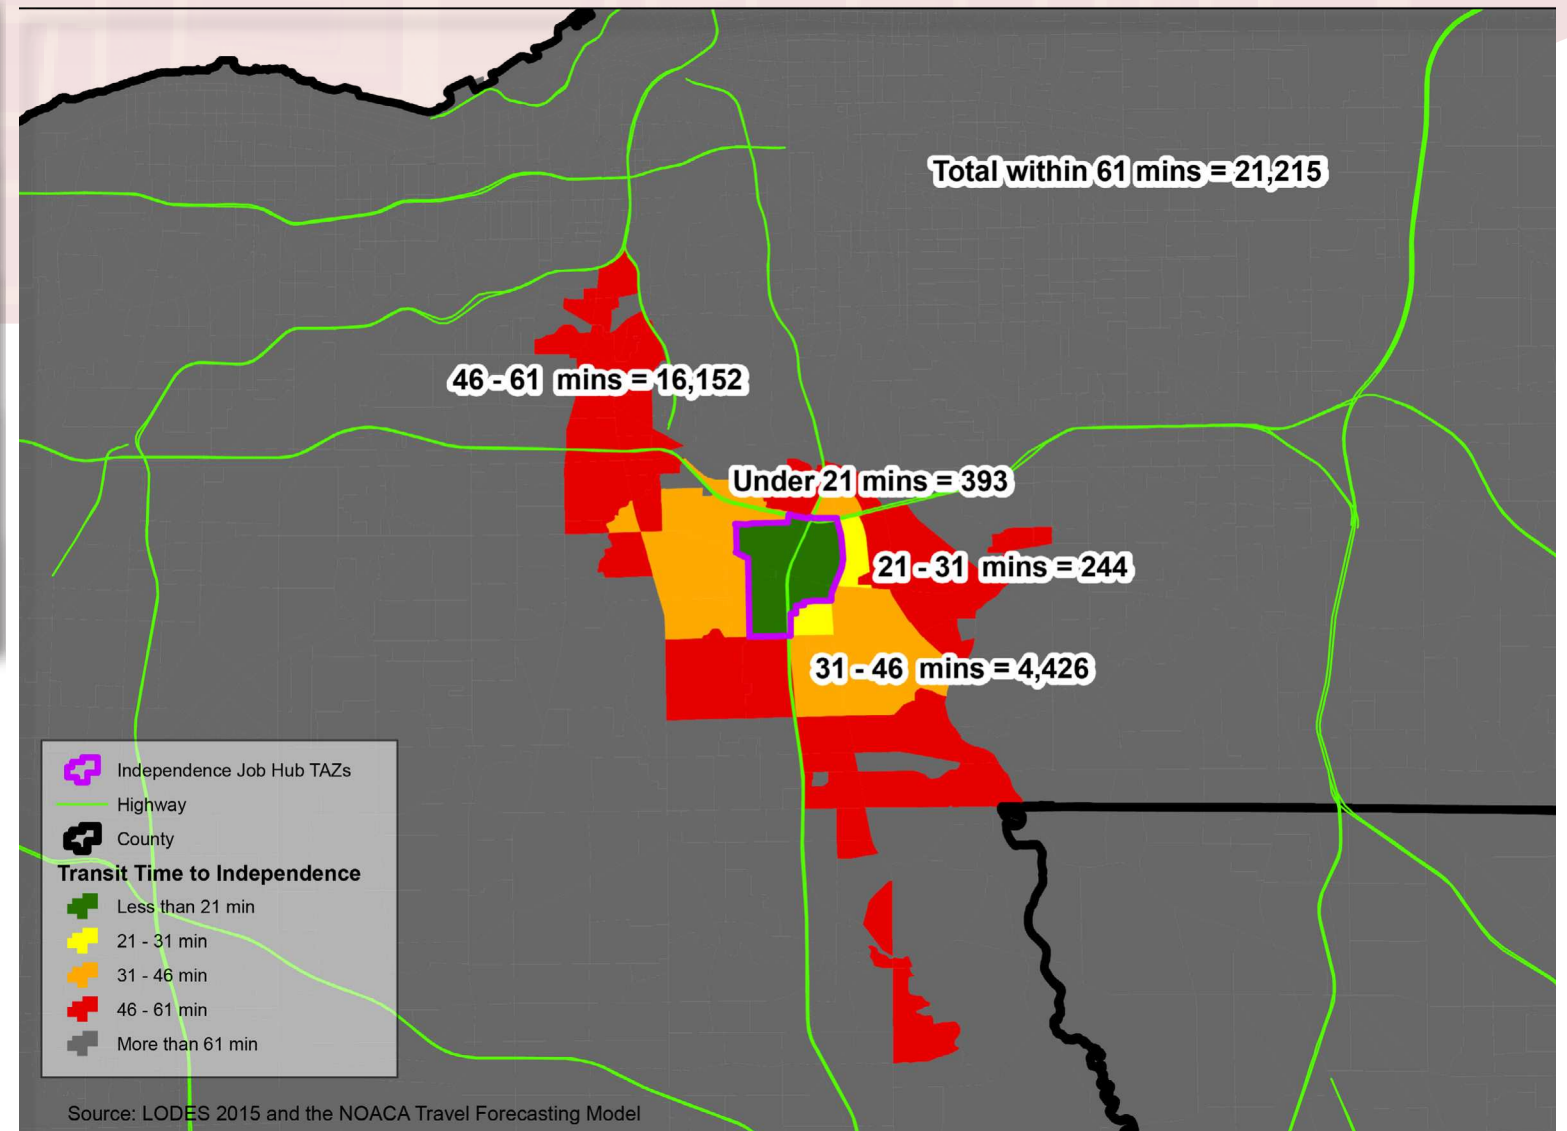 Total within 61 mins = 21,215
46 - 61 mins = 16,152
Under 21 mins = 393
21 - 31 mins = 244
31 - 46 mins = 4,426
Independence Job Hub TAZs
Highway
County
Transit Time to Independence
Less than 21 min
21 - 31 min
31 - 46 min
46 - 61 min
More than 61 min
Source: LODES 2015 and the NOACA Travel Forecasting Model